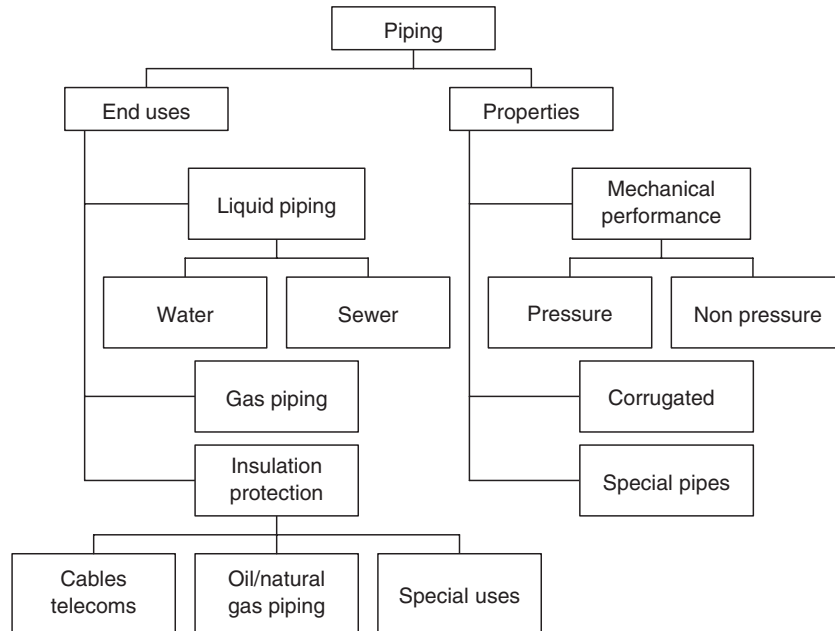 Piping
End uses
Properties
Liquid piping
Mechanical
performance
Water
Sewer
Pressure
Non pressure
Gas piping
Corrugated
Insulation
protection
Special pipes
Cables
telecoms
Oil/natural
gas piping
Special uses